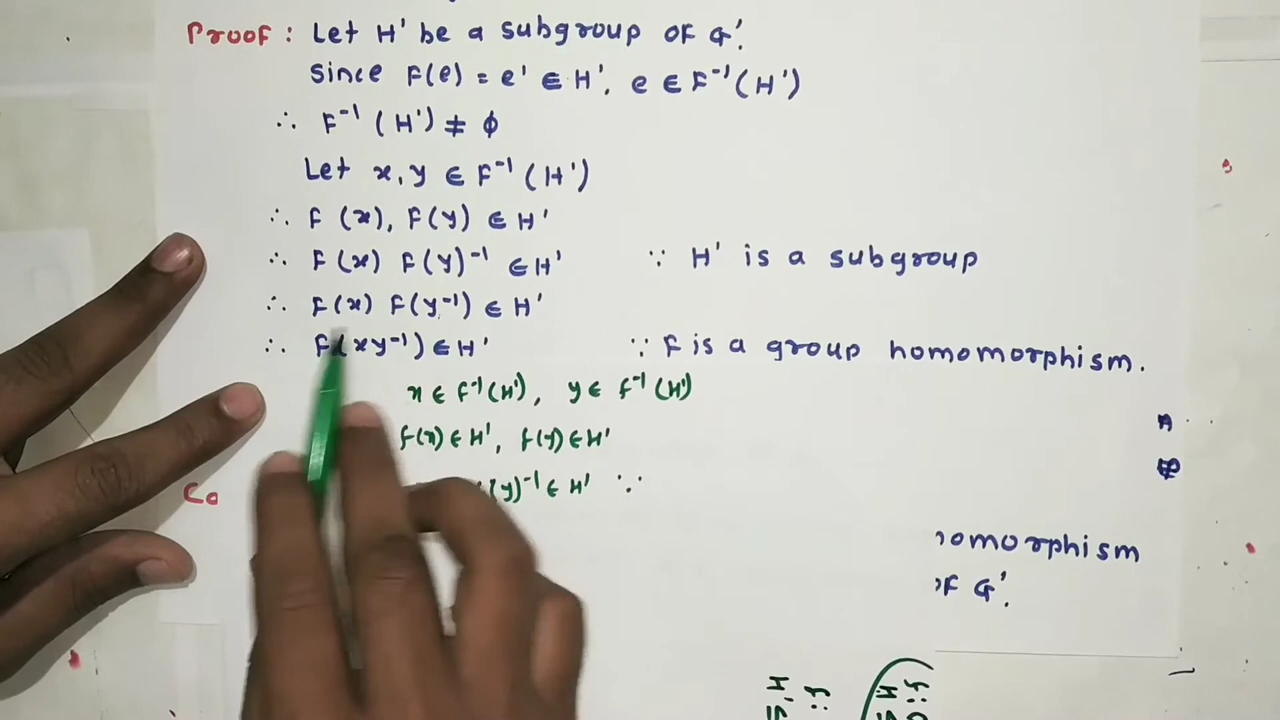 Proof : Let H' be a subgroup of G'.
Since f(e) = e' ∈ H', e ∈ f⁻¹(H')
∴ f⁻¹(H') ≠ ϕ
Let x, y ∈ f⁻¹(H')
∴ f(x), f(y) ∈ H'
∴ f(x) f(y)⁻¹ ∈ H' ∵ H' is a subgroup
∴ f(x) f(y⁻¹) ∈ H'
∴ f(xy⁻¹) ∈ H' ∵ f is a group homomorphism.
x ∈ f⁻¹(H'), y ∈ f⁻¹(H')
f(x) ∈ H', f(y) ∈ H'
(y)⁻¹ ∈ H' ∵
Co
omorphism
of G'.